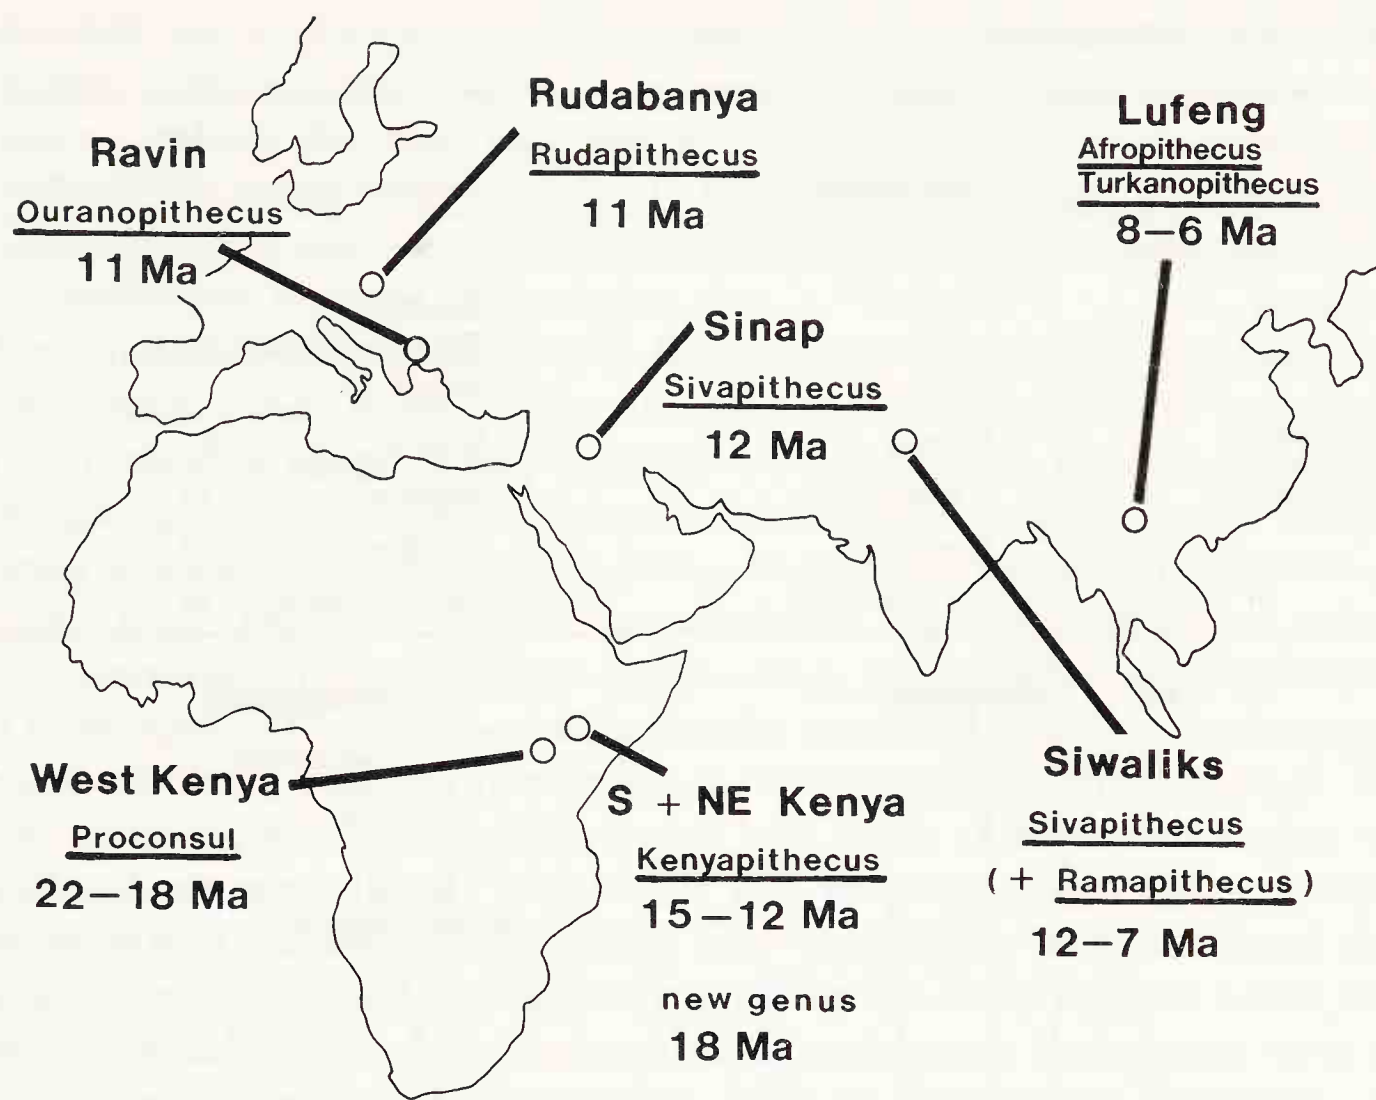 Ravin
Ouranopithecus
11 Ma
Rudabanya
Rudapithecus
11 Ma
Lufeng
Afropithecus
Turkanopithecus
8–6 Ma
Sinap
Sivapithecus
12 Ma
West Kenya
Proconsul
22–18 Ma
S + NE Kenya
Kenyapithecus
15–12 Ma
new genus
18 Ma
Siwaliks
Sivapithecus
(+ Ramapithecus)
12–7 Ma